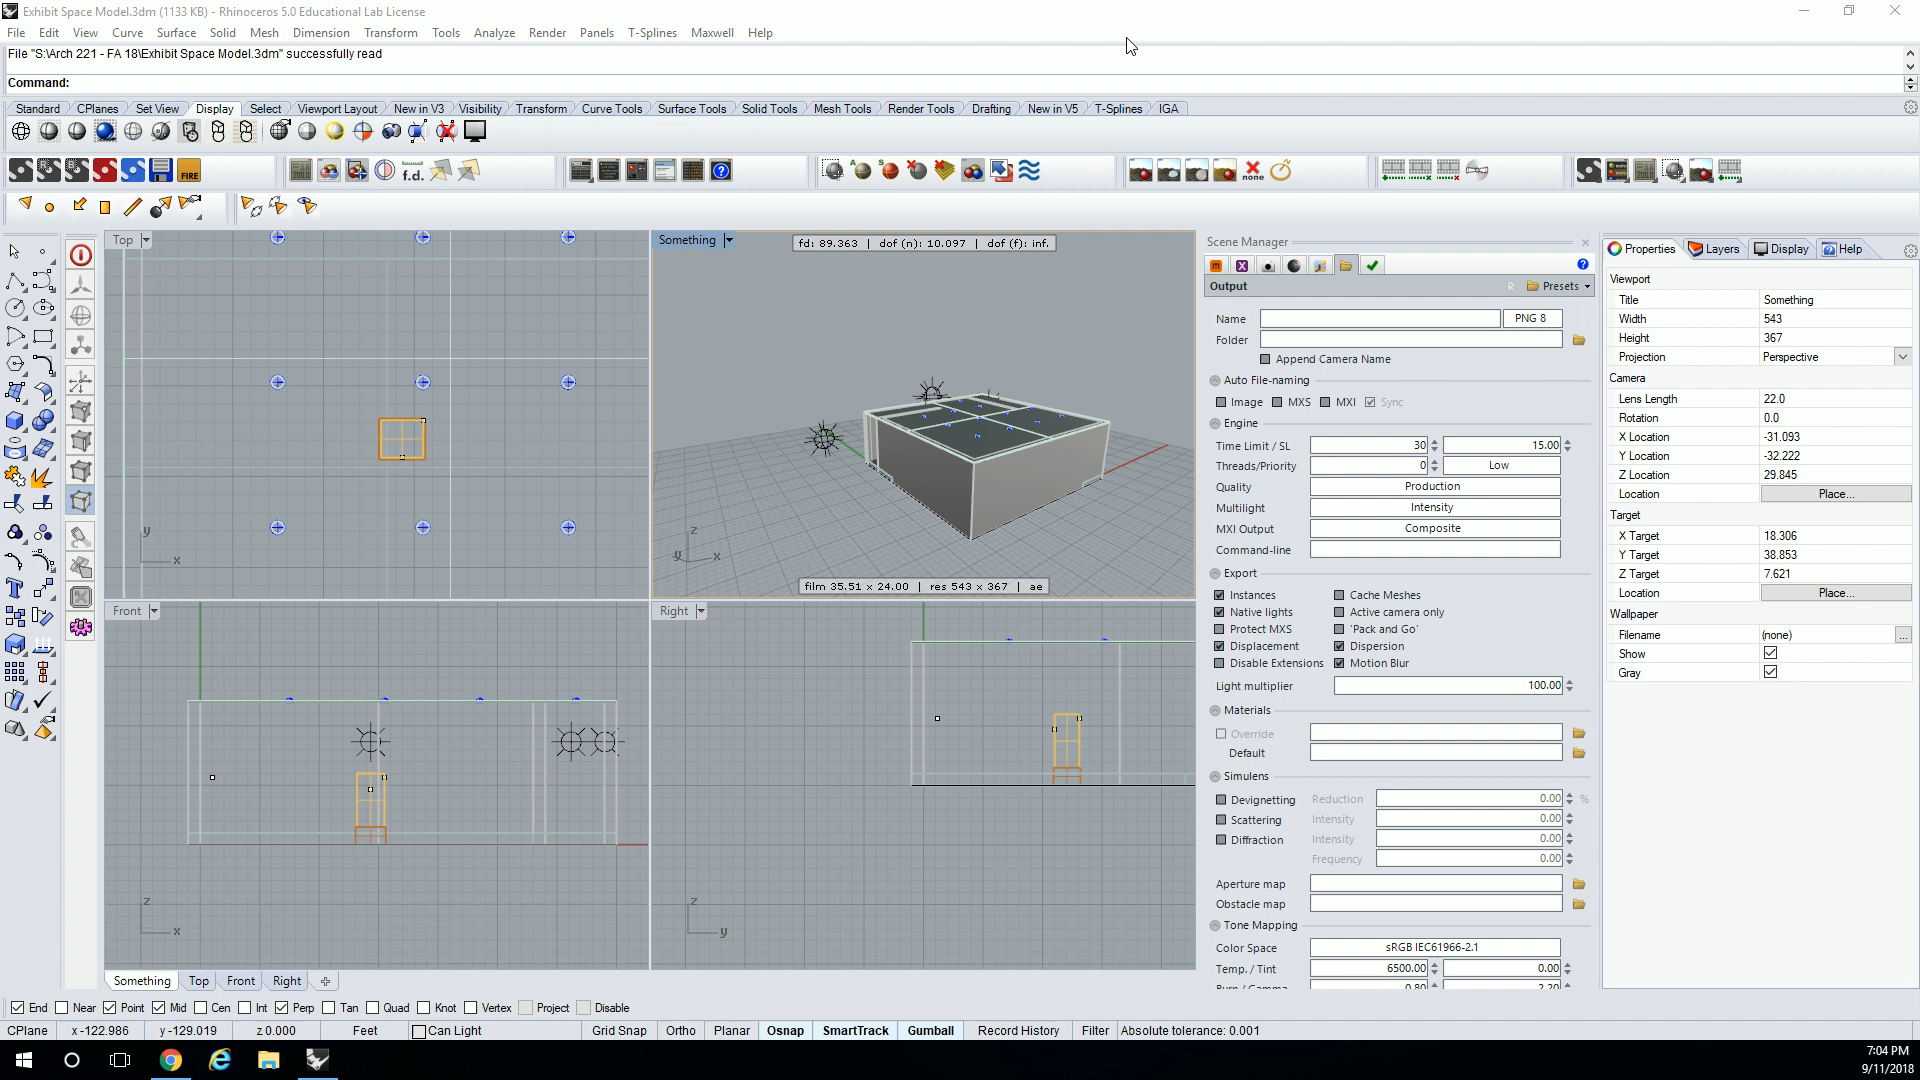 Exhibit Space Model.3dm (1133 KB) - Rhinoceros 5.0 Educational Lab License
File Edit View Curve Surface Solid Mesh Dimension Transform Tools Analyze Render Panels T-Splines Maxwell Help
File "S:\Arch 221 - FA 18\Exhibit Space Model.3dm" successfully read
Command:
Standard CPlanes Set View Display Select Viewport Layout New in V3 Visibility Transform Curve Tools Surface Tools Solid Tools Mesh Tools Render Tools Drafting New in V5 T-Splines IGA
FIRE f.d. none
Top
Something
fd: 89.363 | dof (n): 10.097 | dof (f): inf.
y
x
z
y x
film 35.51 x 24.00 | res 543 x 367 | ae
Front
Right
z
x
z
y
Something Top Front Right
Scene Manager
Output
Presets
Name PNG 8
Folder
Append Camera Name
Auto File-naming
Image MXS MXI Sync
Engine
Time Limit / SL 30 15.00
Threads/Priority 0 Low
Quality Production
Multilight Intensity
MXI Output Composite
Command-line
Export
Instances Cache Meshes
Native lights Active camera only
Protect MXS 'Pack and Go'
Displacement Dispersion
Disable Extensions Motion Blur
Light multiplier 100.00
Materials
Override
Default
Simulens
Devignetting Reduction 0.00 %
Scattering Intensity 0.00
Diffraction Intensity 0.00
Frequency 0.00
Aperture map
Obstacle map
Tone Mapping
Color Space sRGB IEC61966-2.1
Temp. / Tint 6500.00 0.00
Burn / Gamma 0.80 2.20
Properties Layers Display Help
Viewport
Title Something
Width 543
Height 367
Projection Perspective
Camera
Lens Length 22.0
Rotation 0.0
X Location -31.093
Y Location -32.222
Z Location 29.845
Location Place...
Target
X Target 18.306
Y Target 38.853
Z Target 7.621
Location Place...
Wallpaper
Filename (none) ...
Show
Gray
End Near Point Mid Cen Int Perp Tan Quad Knot Vertex Project Disable
CPlane x -122.986 y -129.019 z 0.000 Feet Can Light Grid Snap Ortho Planar Osnap SmartTrack Gumball Record History Filter Absolute tolerance: 0.001
7:04 PM
9/11/2018